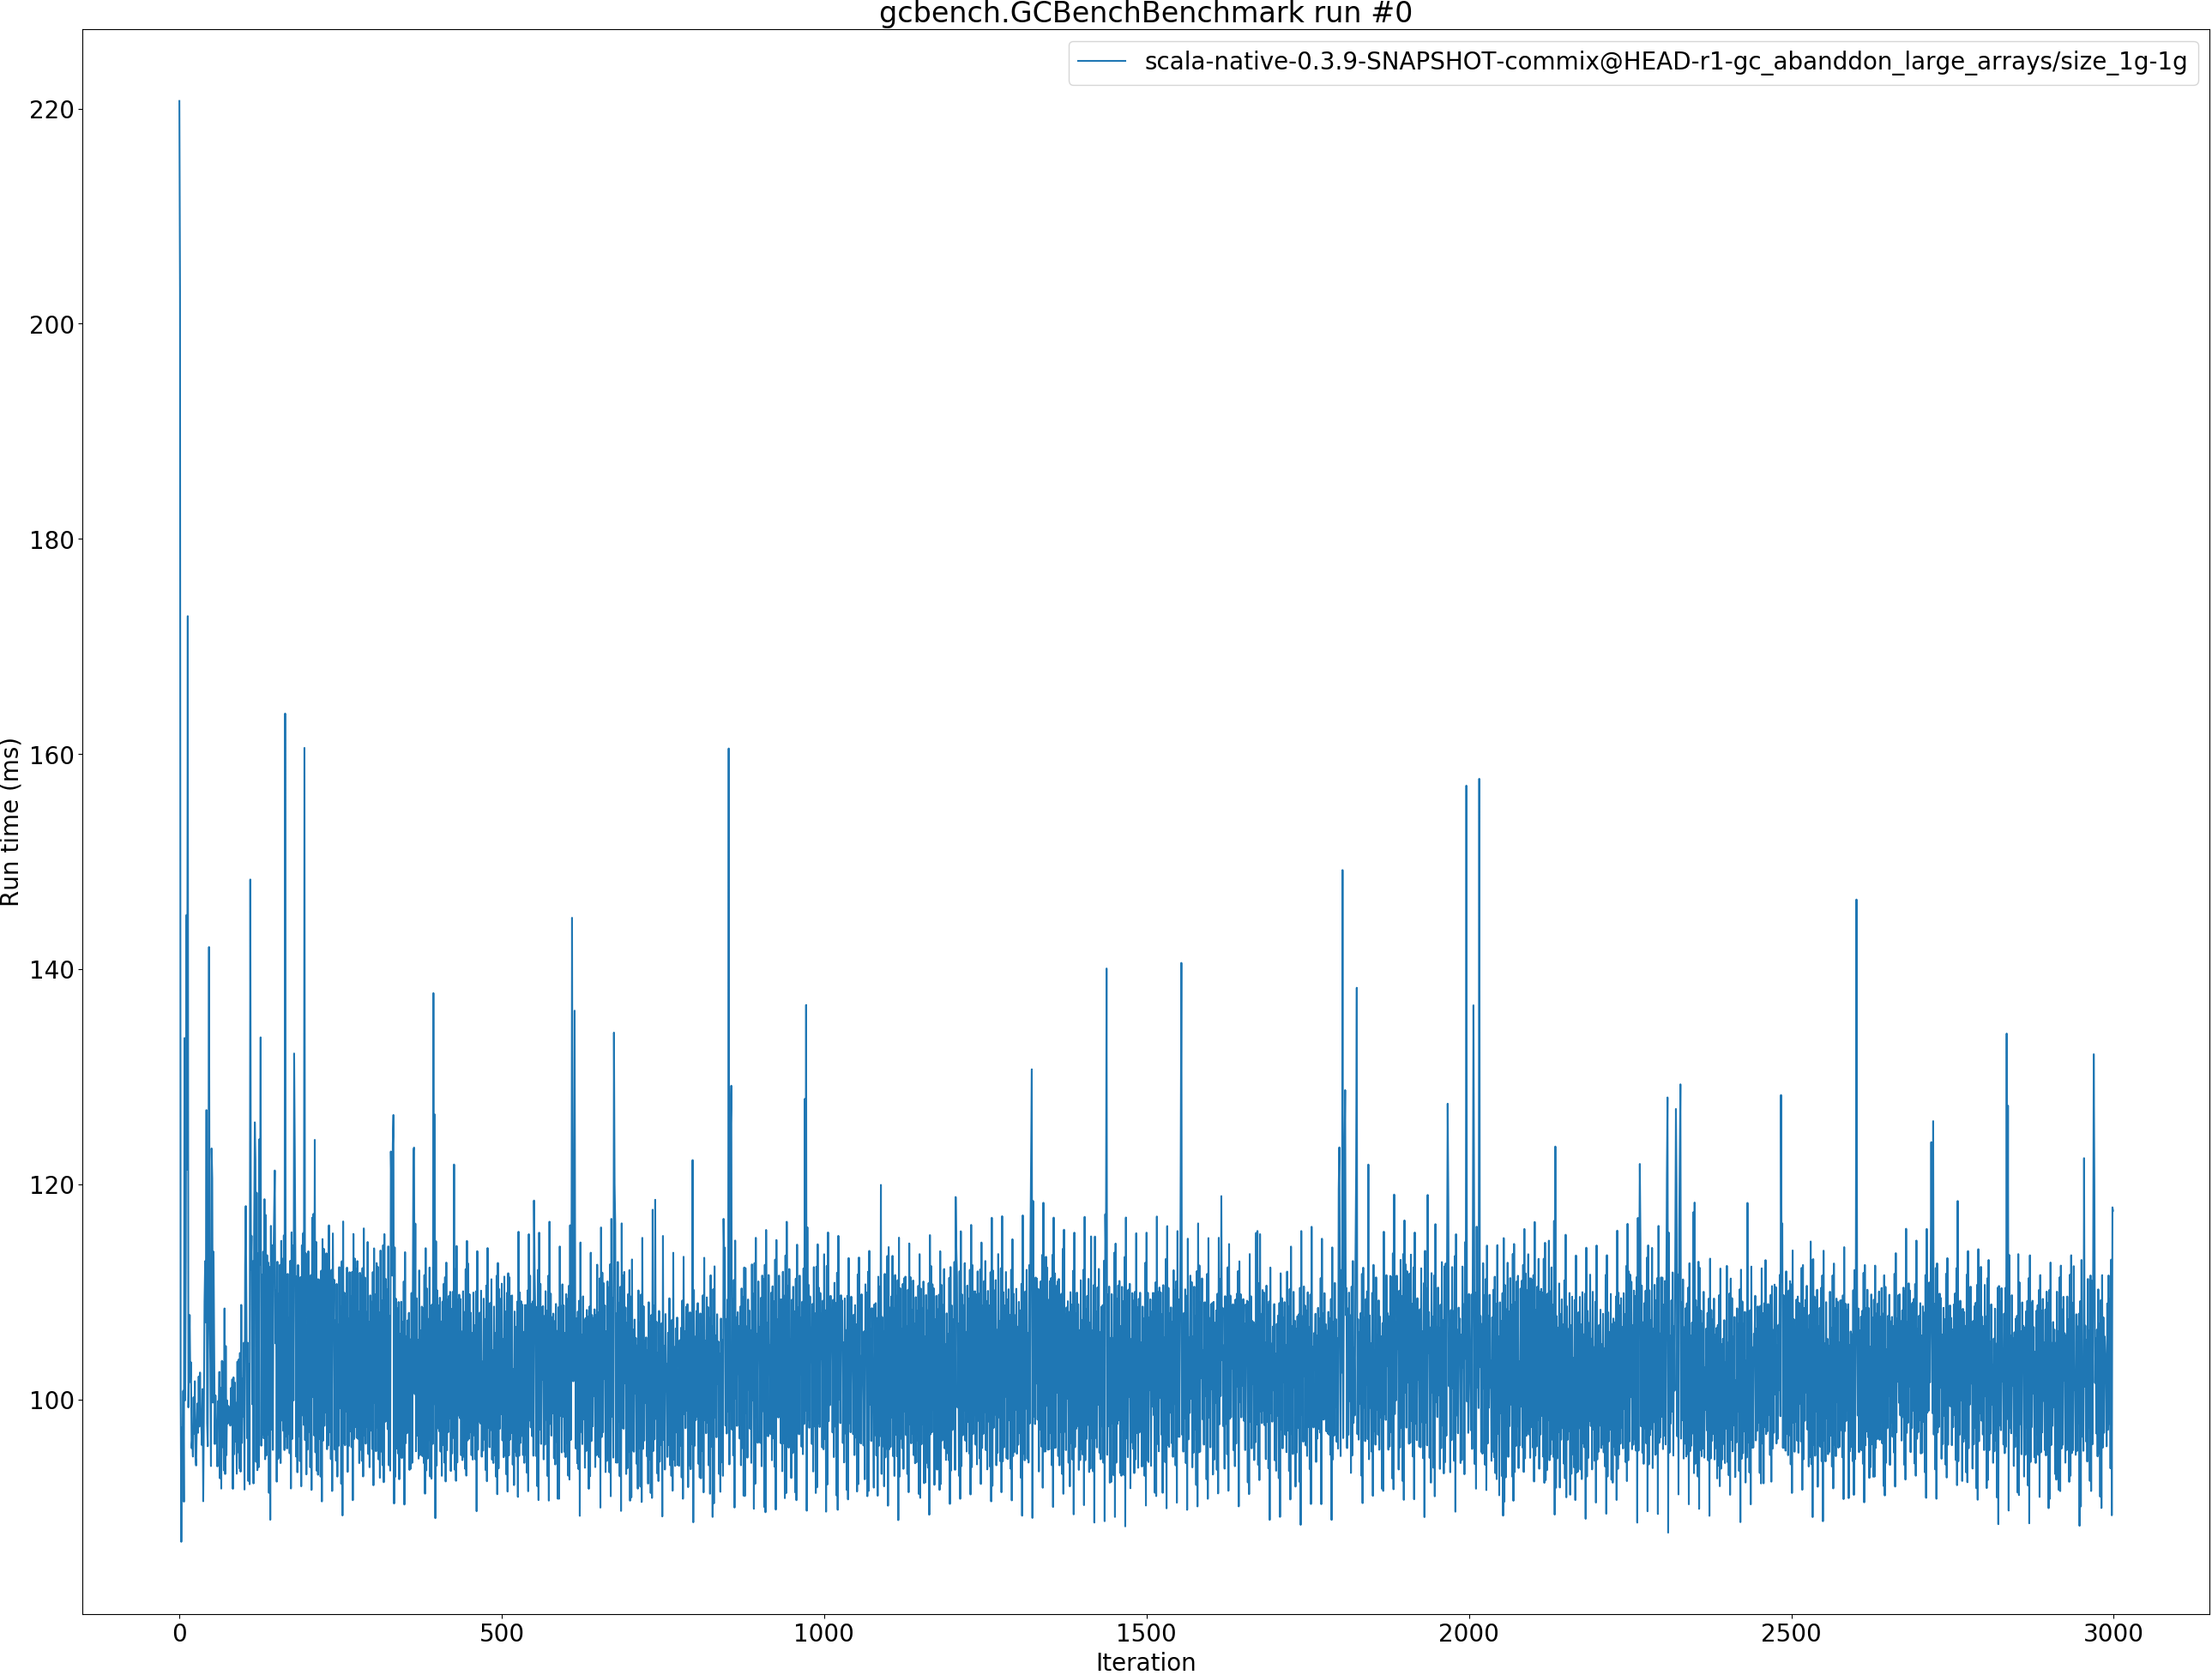 gcbench.GCBenchBenchmark run #0
scala-native-0.3.9-SNAPSHOT-commix@HEAD-r1-gc_abanddon_large_arrays/size_1g-1g
220
200
180
160
140
120
100
Run time (ms)
0 500 1000 1500 2000 2500 3000
Iteration